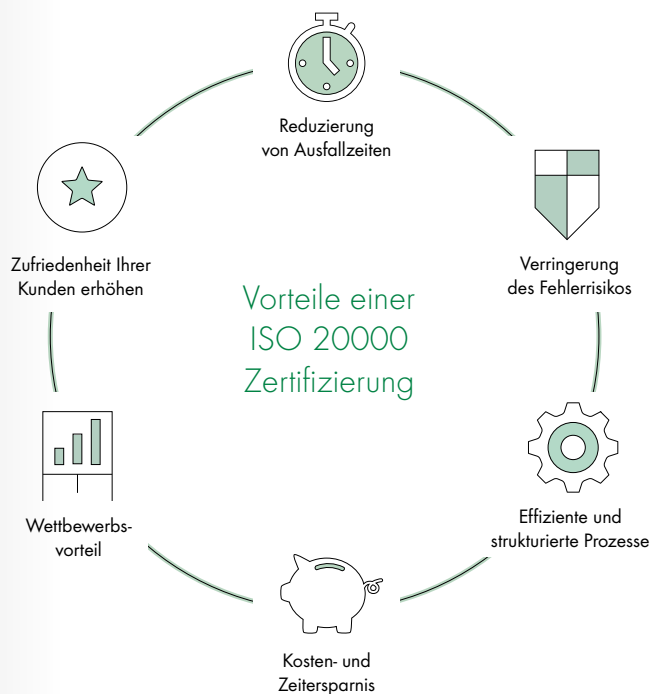 Reduzierung
von Ausfallzeiten
Verringerung
des Fehlerrisikos
Effiziente und
strukturierte Prozesse
Kosten- und
Zeitersparnis
Wettbewerbs-
vorteil
Zufriedenheit Ihrer
Kunden erhöhen
Vorteile einer
ISO 20000
Zertifizierung